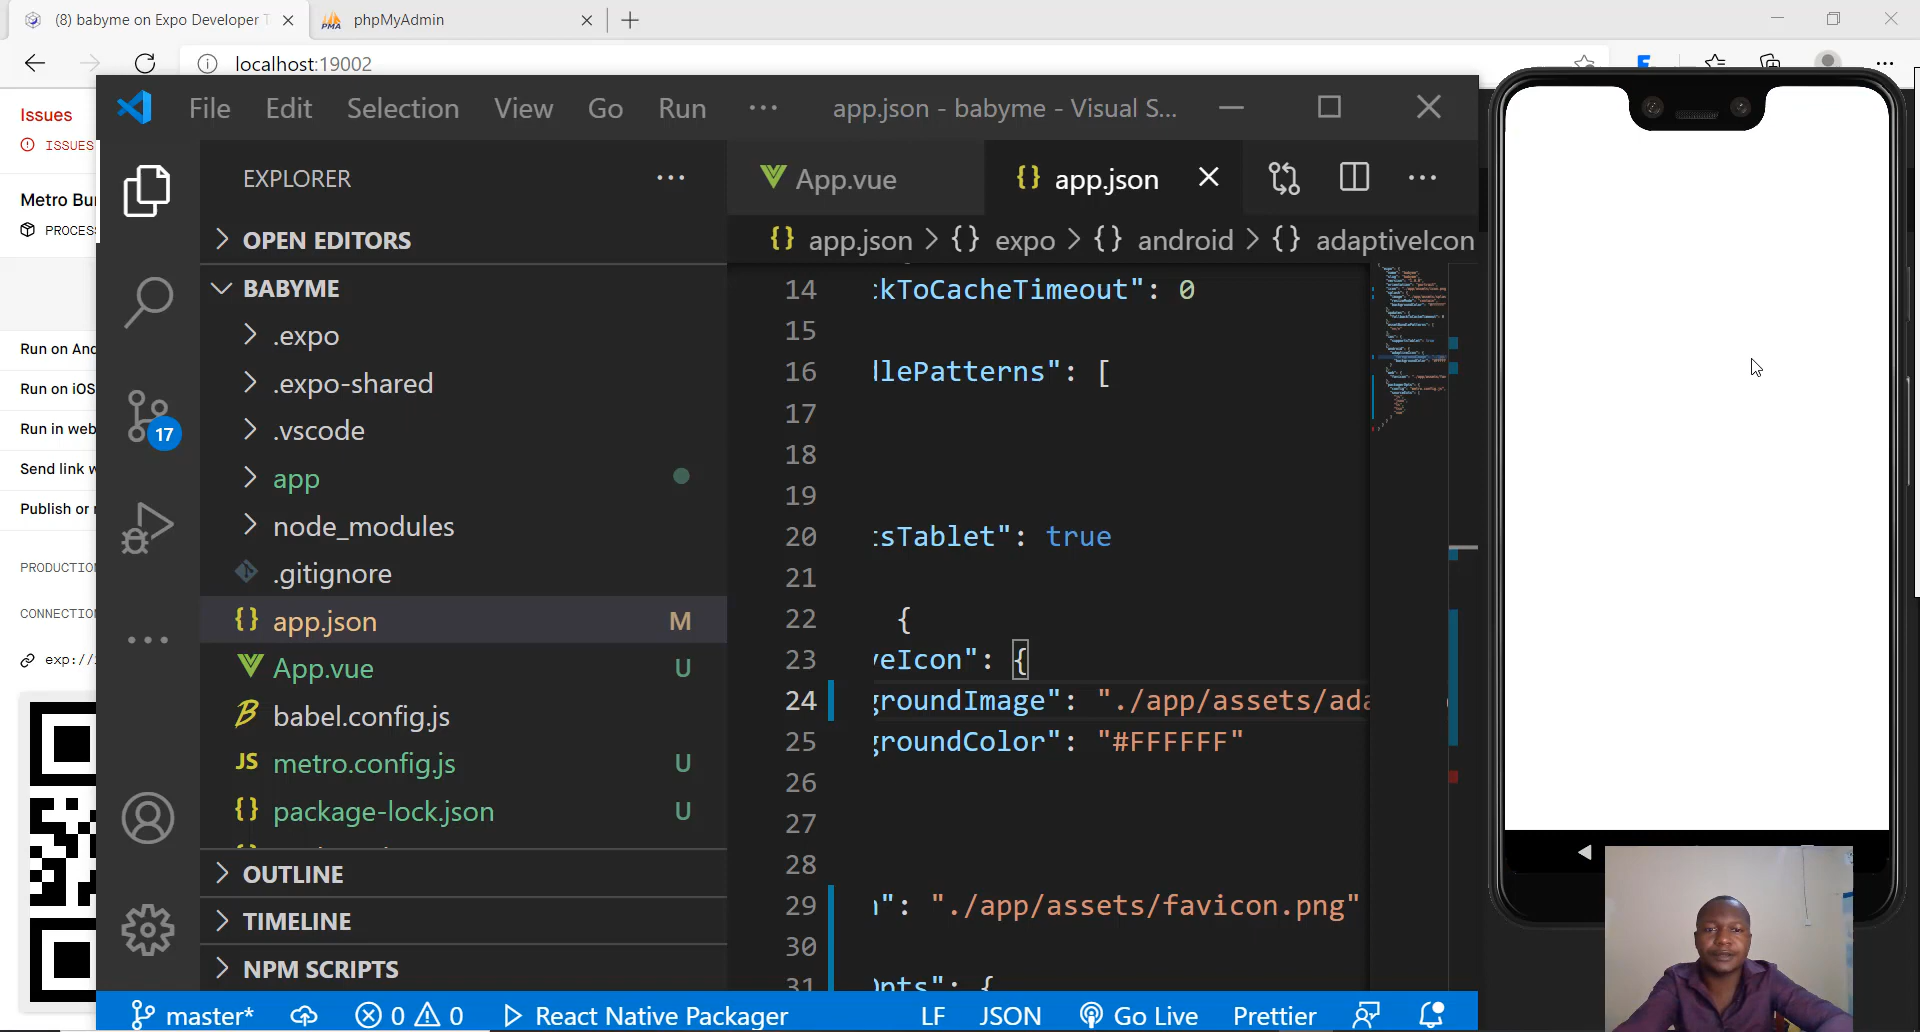 (8) babyme on Expo Developer T
phpMyAdmin
localhost:19002
Issues
ISSUES
Metro Bu
PROCES
Run on And
Run on iOS
Run in web
Send link w
Publish or
PRODUCTIO
CONNECTIO
exp://
File Edit Selection View Go Run ···
app.json - babyme - Visual S...
EXPLORER
OPEN EDITORS
BABYME
.expo
.expo-shared
.vscode
app
node_modules
.gitignore
app.json M
App.vue U
babel.config.js
metro.config.js U
package-lock.json U
OUTLINE
TIMELINE
NPM SCRIPTS
17
App.vue
app.json
app.json > {} expo > {} android > {} adaptiveIcon
14 kToCacheTimeout": 0
15
16 lePatterns": [
17
18
19
20 sTablet": true
21
22 {
23 eIcon": {
24 groundImage": "./app/assets/ada
25 groundColor": "#FFFFFF"
26
27
28
29 ": "./app/assets/favicon.png"
30
31 pts": {
master* 0 0 React Native Packager LF JSON Go Live Prettier